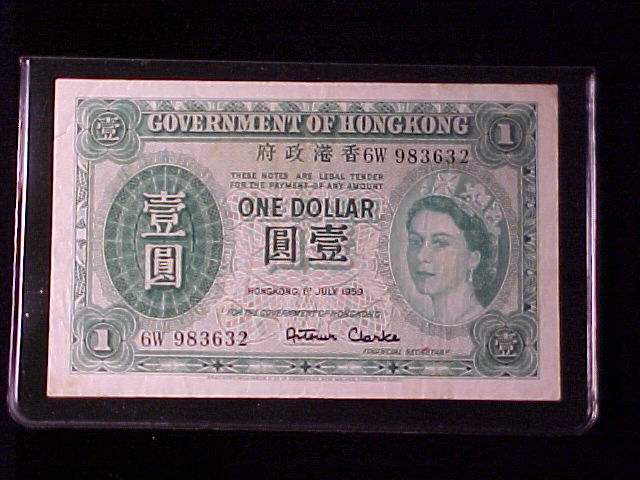 壹 GOVERNMENT OF HONGKONG 1
府政港香 6W 983632
THESE NOTES ARE LEGAL TENDER
FOR THE PAYMENT OF ANY AMOUNT
ONE DOLLAR
圓壹
壹圓
HONGKONG 1ST JULY 1959
FOR THE GOVERNMENT OF HONGKONG
1 6W 983632 Arthur Clarke 壹
FINANCIAL SECRETARY